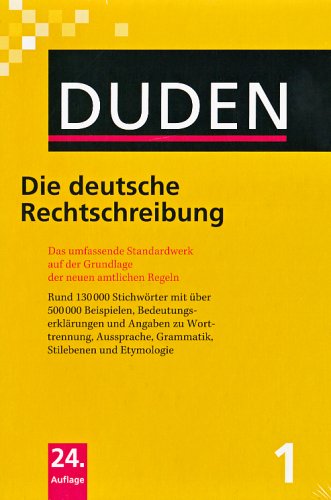 DUDEN
Die deutsche
Rechtschreibung
Das umfassende Standardwerk
auf der Grundlage
der neuen amtlichen Regeln
Rund 130 000 Stichwörter mit über
500 000 Beispielen, Bedeutungs-
erklärungen und Angaben zu Wort-
trennung, Aussprache, Grammatik,
Stilebenen und Etymologie
24.
Auflage
1